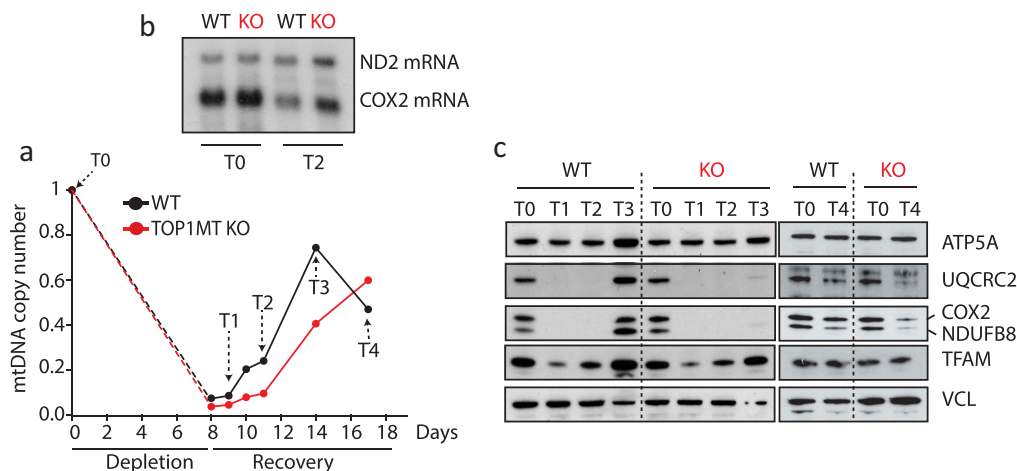 b
WT KO WT KO
ND2 mRNA
COX2 mRNA
T0 T2
a
T0
WT
TOP1MT KO
mtDNA copy number
1
0.8
0.6
0.4
0.2
0.0
T1
T2
T3
T4
0 2 4 6 8 10 12 14 16 18 Days
Depletion Recovery
c
WT KO WT KO
T0 T1 T2 T3 T0 T1 T2 T3 T0 T4 T0 T4
ATP5A
UQCRC2
COX2
NDUFB8
TFAM
VCL